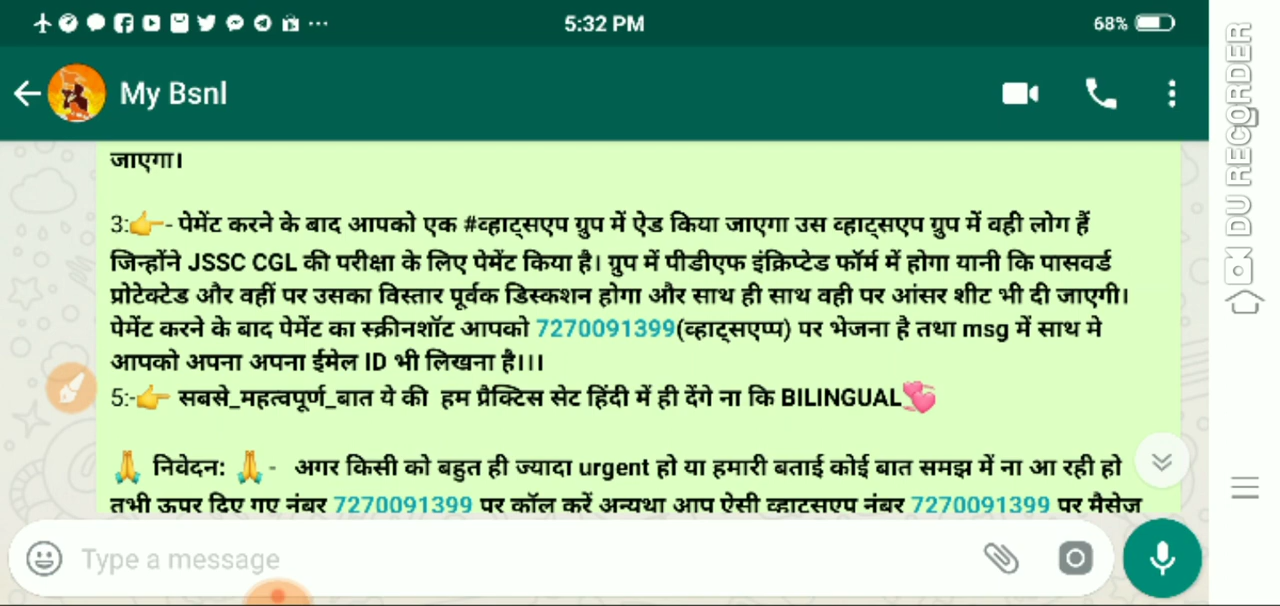 5:32 PM
68%
My Bsnl
जाएगा।
3:👉- पेमेंट करने के बाद आपको एक #व्हाट्सएप ग्रुप में ऐड किया जाएगा उस व्हाट्सएप ग्रुप में वही लोग हैं
जिन्होंने JSSC CGL की परीक्षा के लिए पेमेंट किया है। ग्रुप में पीडीएफ इंक्रिप्टेड फॉर्म में होगा यानी कि पासवर्ड
प्रोटेक्टेड और वहीं पर उसका विस्तार पूर्वक डिस्कशन होगा और साथ ही साथ वही पर आंसर शीट भी दी जाएगी।
पेमेंट करने के बाद पेमेंट का स्क्रीनशॉट आपको 7270091399(व्हाट्सएप्प) पर भेजना है तथा msg में साथ मे
आपको अपना अपना ईमेल ID भी लिखना है।।।
5:-👉 सबसे_महत्वपूर्ण_बात ये की हम प्रैक्टिस सेट हिंदी में ही देंगे ना कि BILINGUAL💞
🙏 निवेदन: 🙏- अगर किसी को बहुत ही ज्यादा urgent हो या हमारी बताई कोई बात समझ में ना आ रही हो
तभी ऊपर दिए गए नंबर 7270091399 पर कॉल करें अन्यथा आप ऐसी व्हाटसएप नंबर 7270091399 पर मैसेज
Type a message
DU RECORDER